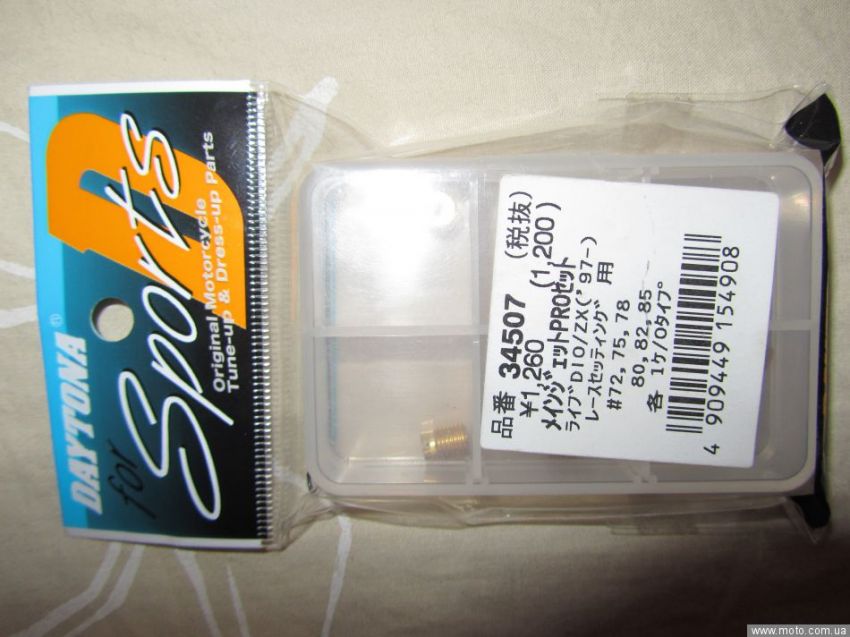 DAYTONA®
for
Sports
Original Motorcycle
Tune-up & Dress-up Parts
品番 34507 (税抜)
¥1,260 (1,200)
メインジェットPROセット
ライブDIO/ZX('97-)
レースセッティング用
#72,75,78
80,82,85
各1ケ/Oタイプ
4 909449 154908
www.moto.com.ua